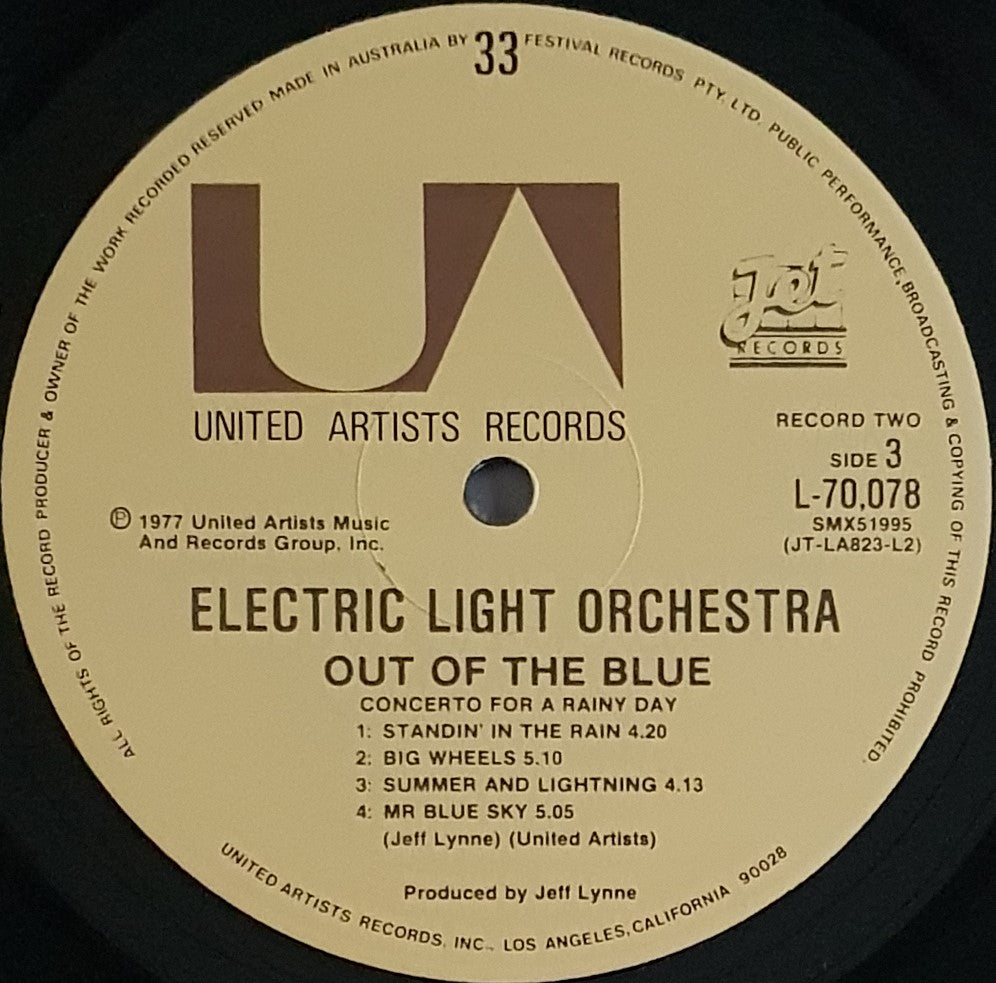 ALL RIGHTS OF THE RECORD PRODUCER & OWNER OF THE WORK RECORDED RESERVED MADE IN AUSTRALIA BY 33 FESTIVAL RECORDS PTY. LTD. PUBLIC PERFORMANCE, BROADCASTING & COPYING OF THIS RECORD PROHIBITED.
UA
UNITED ARTISTS RECORDS
Jet
RECORDS
RECORD TWO
SIDE 3
L-70,078
SMX51995
(JT-LA823-L2)
℗ 1977 United Artists Music
And Records Group, Inc.
ELECTRIC LIGHT ORCHESTRA
OUT OF THE BLUE
CONCERTO FOR A RAINY DAY
1: STANDIN' IN THE RAIN 4.20
2: BIG WHEELS 5.10
3: SUMMER AND LIGHTNING 4.13
4: MR BLUE SKY 5.05
(Jeff Lynne) (United Artists)
Produced by Jeff Lynne
UNITED ARTISTS RECORDS, INC., LOS ANGELES, CALIFORNIA 90028